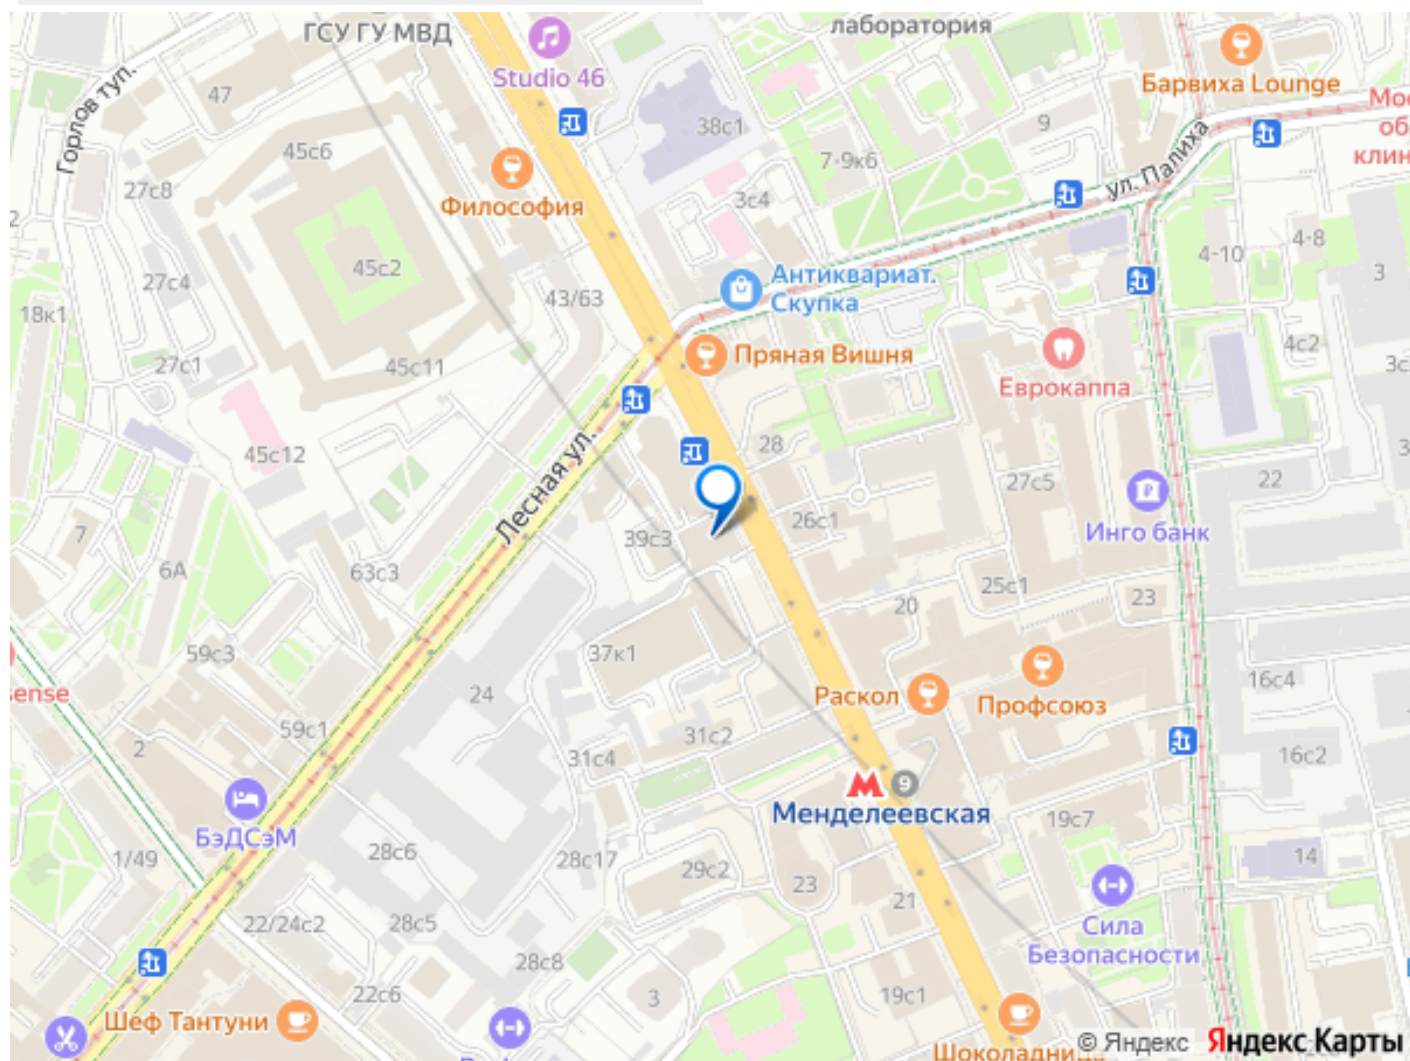 ГСУ ГУ МВД
лаборатория
Studio 46
Барвиха Lounge
Горлов туп.
47
38с1
9
ул. Палиха
45с6
7-9к6
27с8
Философия
3с4
4-8
4-10
45с2
3
27с4
43/63
Антиквариат.
Скупка
18к1
4с2
27с1
45с11
Пряная Вишня
Еврокаппа
45с12
Лесная ул.
28
22
27с5
7
39с3
26с1
Инго банк
6А
63с3
25с1
23
20
59с3
37к1
24
Раскол
Профсоюз
16с4
59с1
31с2
2
31с4
16с2
9
Менделеевская
БэДСэМ
19с7
1/49
28с6
28с17
29с2
23
14
21
22/24с2
28с5
Сила
Безопасности
28с8
22с6
3
19с1
Шеф Тантуни
Шоколадница
© Яндекс
Яндекс Карты